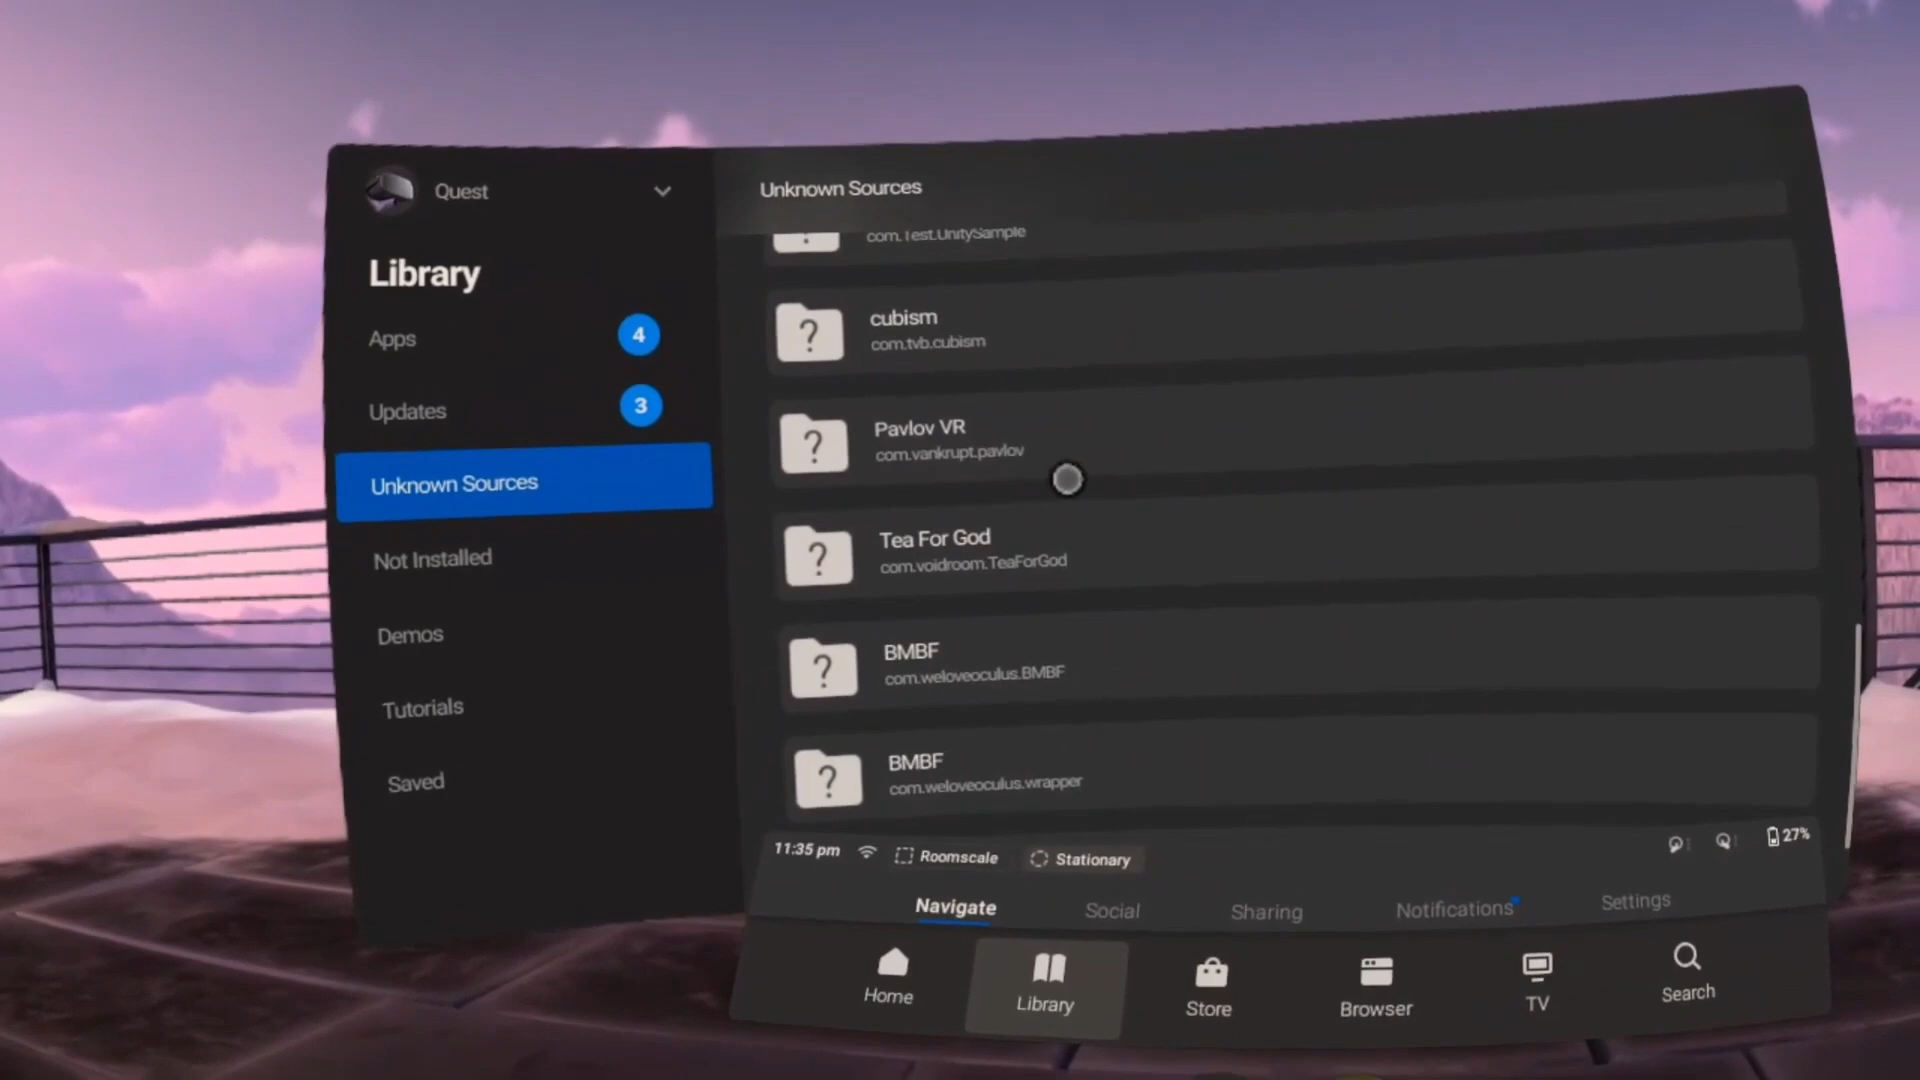 Quest
Library
Apps
4
Updates
3
Unknown Sources
Not Installed
Demos
Tutorials
Saved
Unknown Sources
com.Test.UnitySample
?
cubism
com.tvb.cubism
?
Pavlov VR
com.vankrupt.pavlov
?
Tea For God
com.voidroom.TeaForGod
?
BMBF
com.weloveoculus.BMBF
?
BMBF
com.weloveoculus.wrapper
11:35 pm
Roomscale
Stationary
27%
Navigate
Social
Sharing
Notifications
Settings
Home
Library
Store
Browser
TV
Search